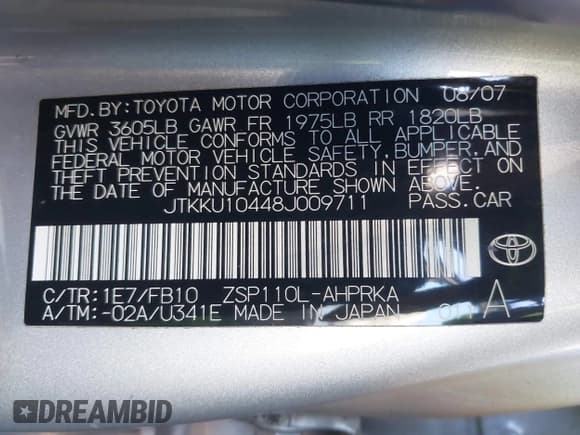 MFD.BY:TOYOTA MOTOR CORPORATION 08/07
GVWR 3605LB GAWR FR 1975LB RR 1820LB
THIS VEHICLE CONFORMS TO ALL APPLICABLE
FEDERAL MOTOR VEHICLE SAFETY,BUMPER,AND
THEFT PREVENTION STANDARDS IN EFFECT ON
THE DATE OF MANUFACTURE SHOWN ABOVE.
JTKKU10448J009711 PASS.CAR
C/TR:1E7/FB10 ZSP110L-AHPRKA
A/TM:-02A/U341E MADE IN JAPAN 011 A
DREAMBID